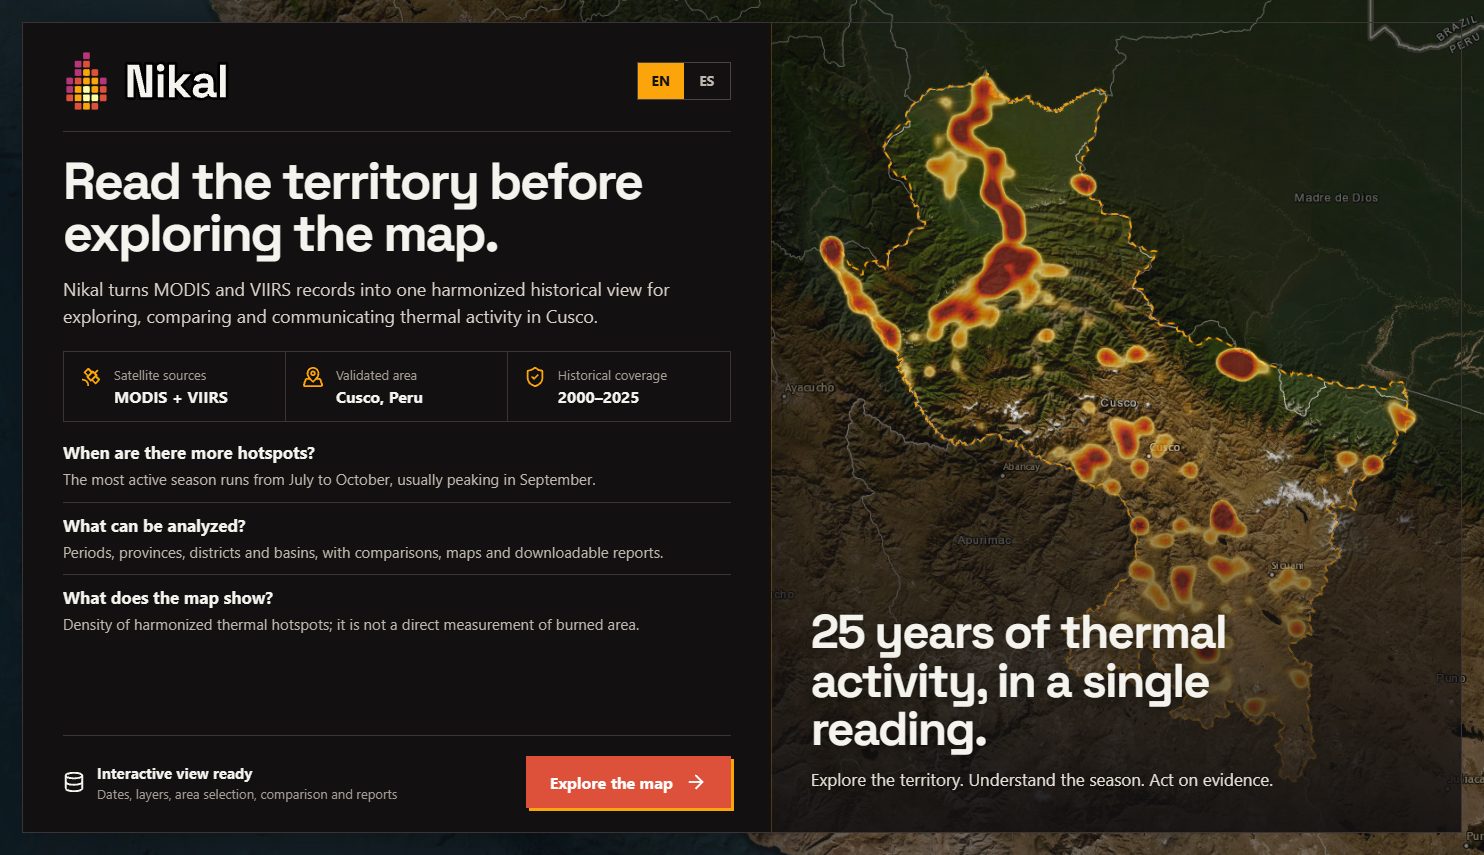 Nikal
EN ES
Read the territory before
exploring the map.
Nikal turns MODIS and VIIRS records into one harmonized historical view for
exploring, comparing and communicating thermal activity in Cusco.
Satellite sources
MODIS + VIIRS
Validated area
Cusco, Peru
Historical coverage
2000–2025
When are there more hotspots?
The most active season runs from July to October, usually peaking in September.
What can be analyzed?
Periods, provinces, districts and basins, with comparisons, maps and downloadable reports.
What does the map show?
Density of harmonized thermal hotspots; it is not a direct measurement of burned area.
Interactive view ready
Dates, layers, area selection, comparison and reports
Explore the map
BRAZIL
PERU
Madre de Dios
Ayacucho
Cusco
Cusco
Abancay
Apurimac
Sicuani
cho
Puno
25 years of thermal
activity, in a single
reading.
Explore the territory. Understand the season. Act on evidence.